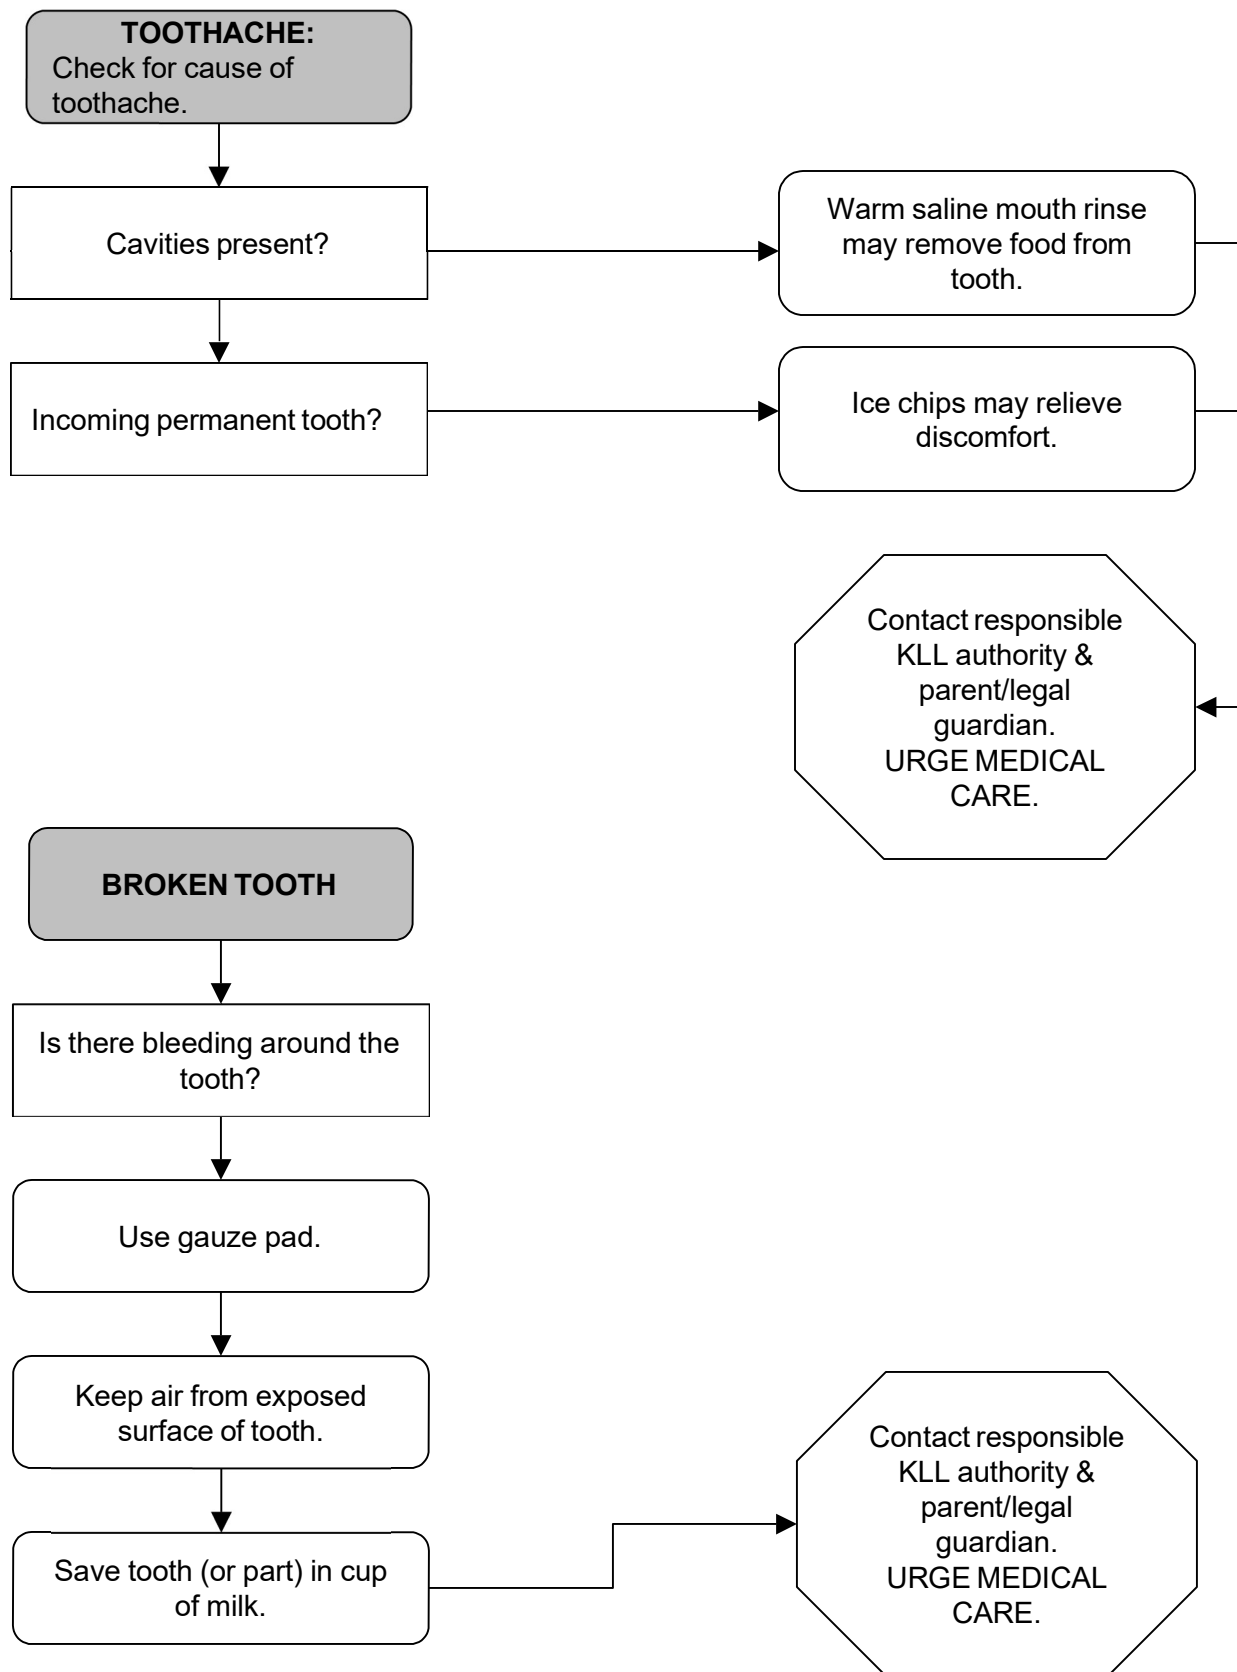 TOOTHACHE:
Check for cause of
toothache.
Cavities present?
Warm saline mouth rinse
may remove food from
tooth.
Incoming permanent tooth?
Ice chips may relieve
discomfort.
Contact responsible
KLL authority &
parent/legal
guardian.
URGE MEDICAL
CARE.
BROKEN TOOTH
Is there bleeding around the
tooth?
Use gauze pad.
Keep air from exposed
surface of tooth.
Save tooth (or part) in cup
of milk.
Contact responsible
KLL authority &
parent/legal
guardian.
URGE MEDICAL
CARE.